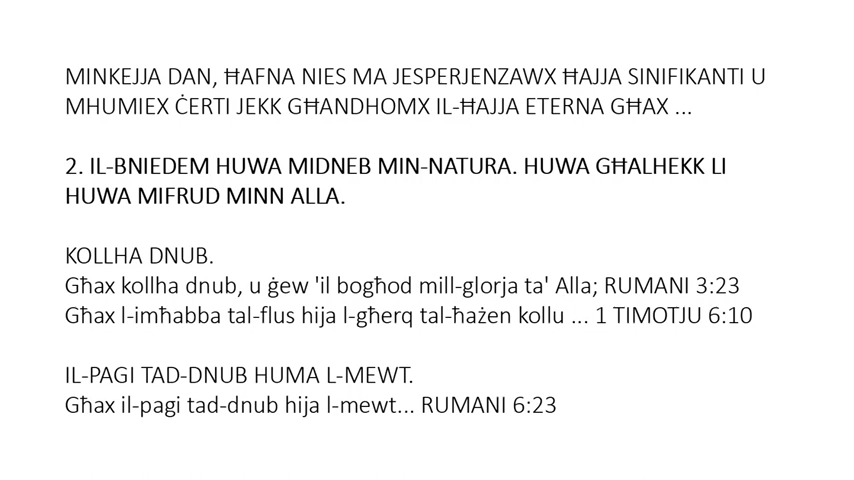 MINKEJJA DAN, ĦAFNA NIES MA JESPERJENZAWX ĦAJJA SINIFIKANTI U
MHUMIEX ĊERTI JEKK GĦANDHOMX IL-ĦAJJA ETERNA GĦAX ...
2. IL-BNIEDEM HUWA MIDNEB MIN-NATURA. HUWA GĦALHEKK LI
HUWA MIFRUD MINN ALLA.
KOLLHA DNUB.
Għax kollha dnub, u ġew 'il bogħod mill-glorja ta' Alla; RUMANI 3:23
Għax l-imħabba tal-flus hija l-għerq tal-ħażen kollu ... 1 TIMOTJU 6:10
IL-PAGI TAD-DNUB HUMA L-MEWT.
Għax il-pagi tad-dnub hija l-mewt... RUMANI 6:23